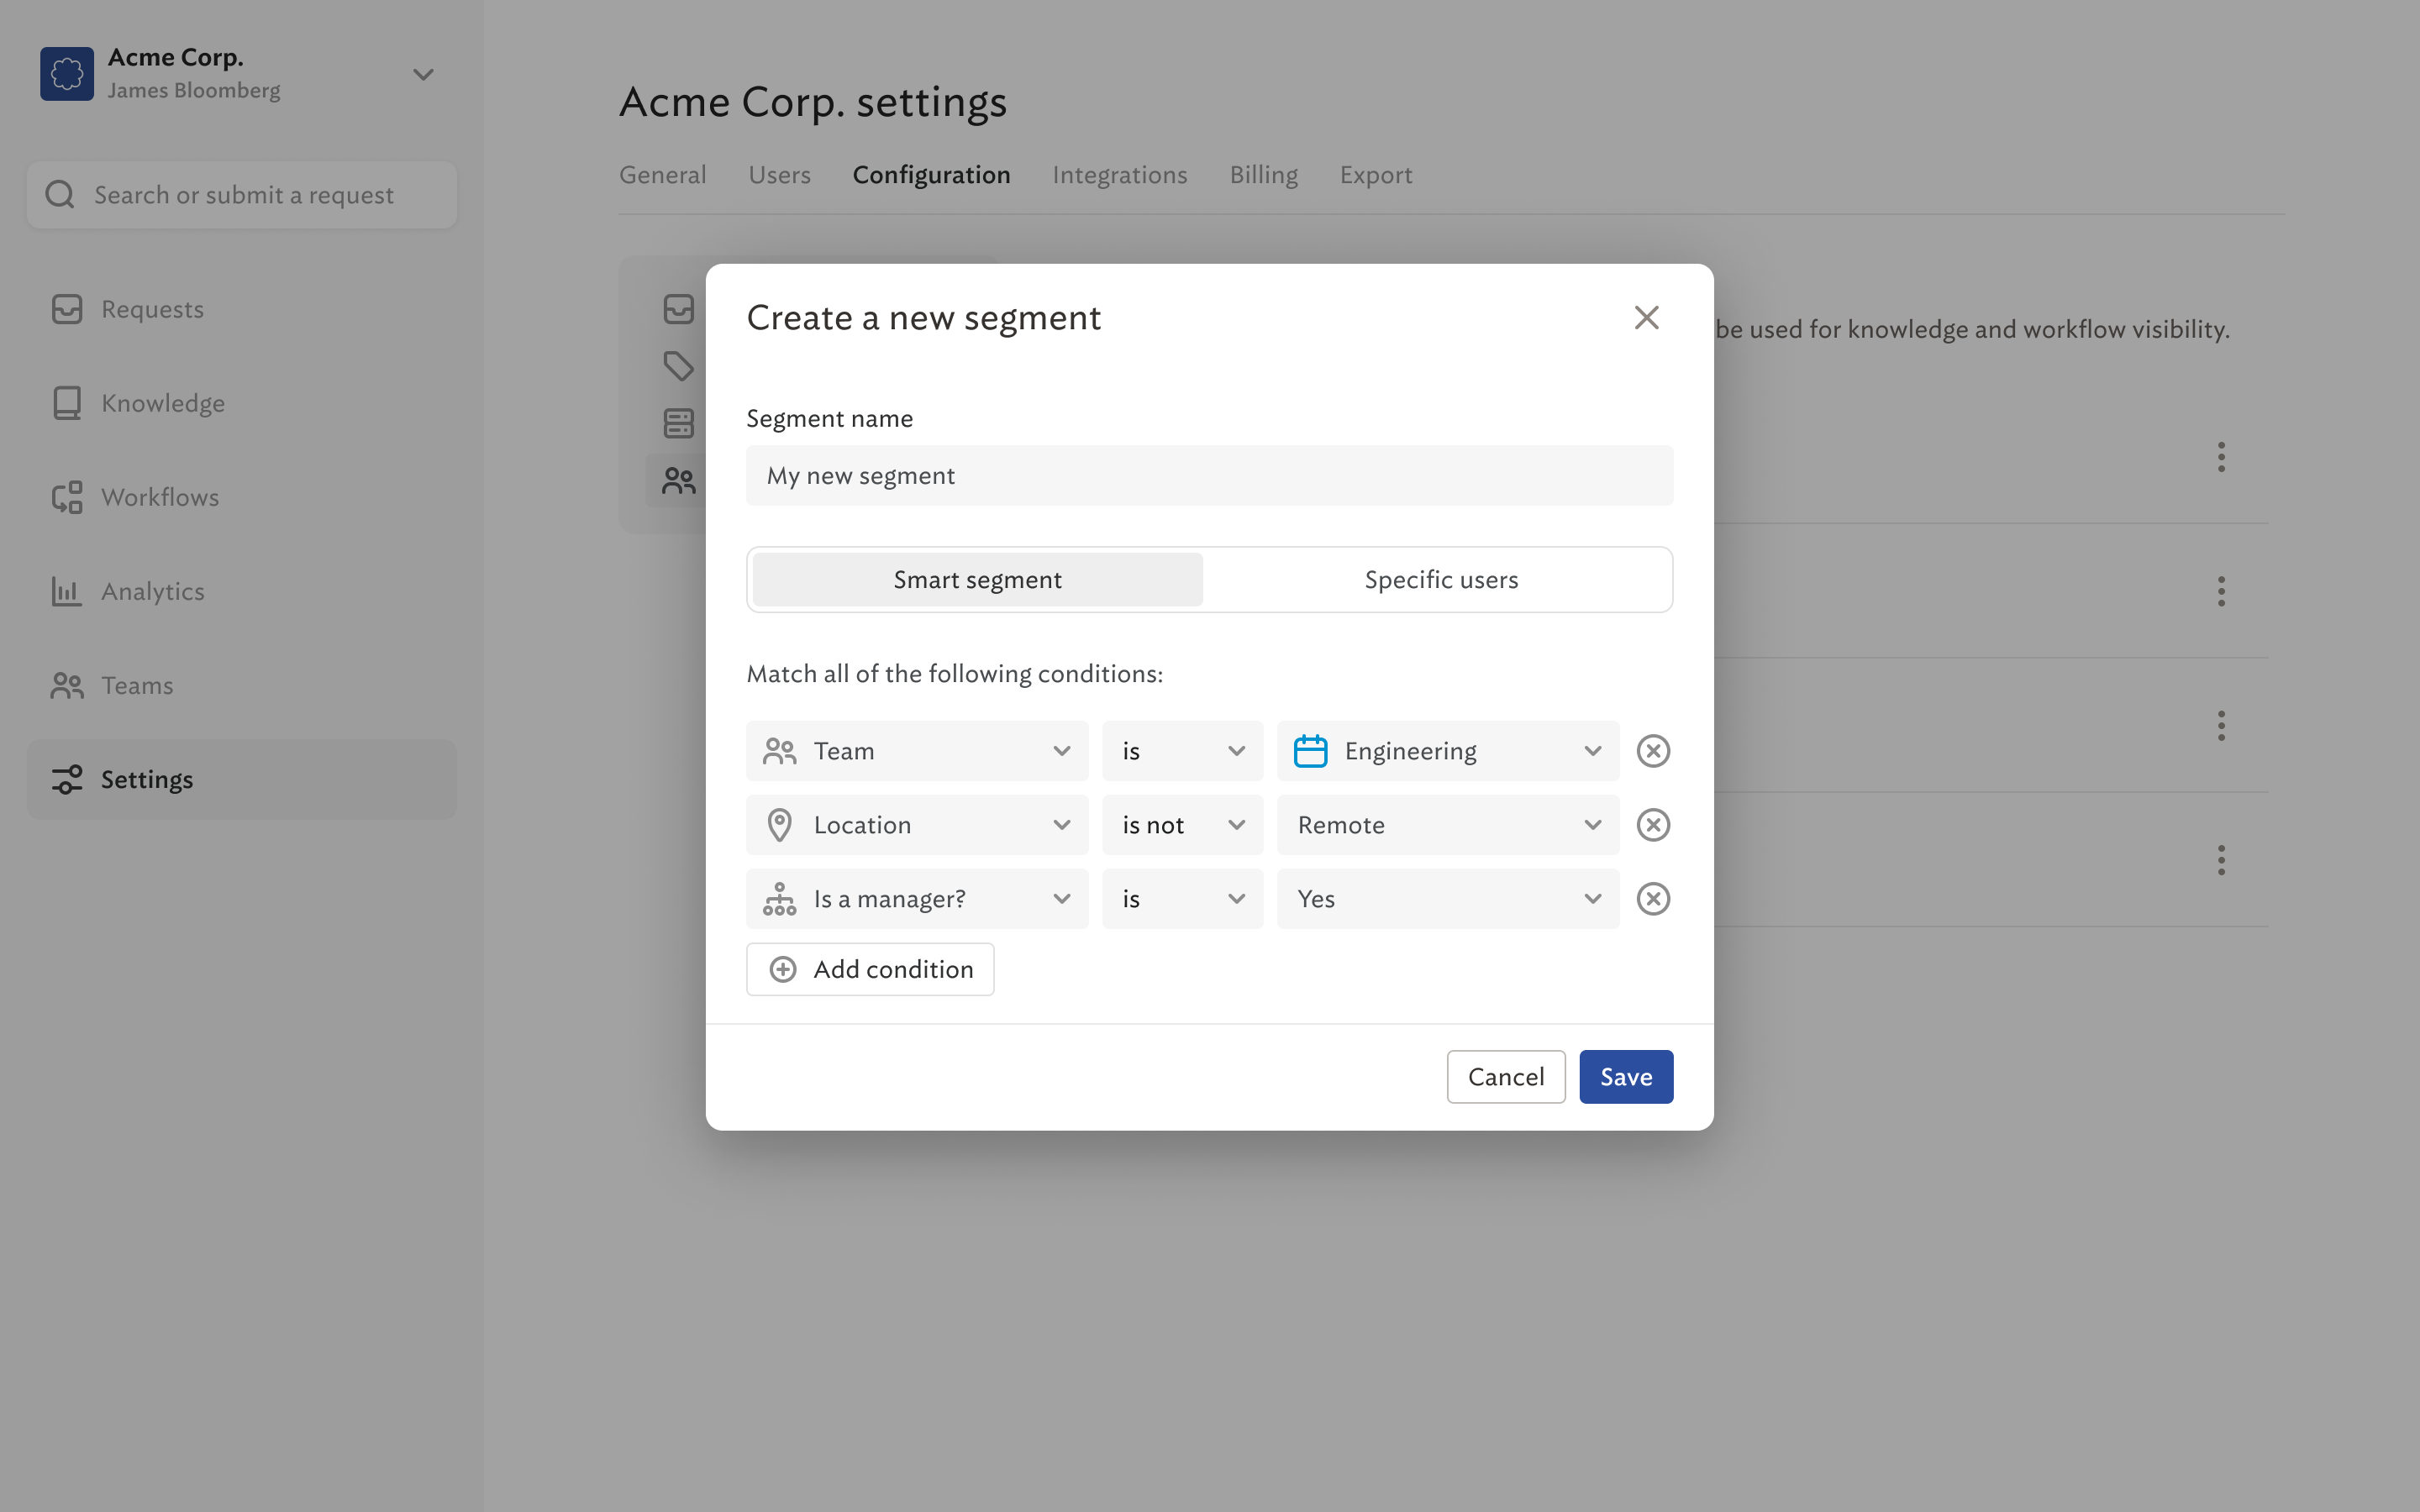 Acme Corp.
James Bloomberg
Search or submit a request
Requests
Knowledge
Workflows
Analytics
Teams
Settings
Acme Corp. settings
General Users Configuration Integrations Billing Export
be used for knowledge and workflow visibility.
Create a new segment
Segment name
My new segment
Smart segment Specific users
Match all of the following conditions:
Team is Engineering
Location is not Remote
Is a manager? is Yes
Add condition
Cancel Save